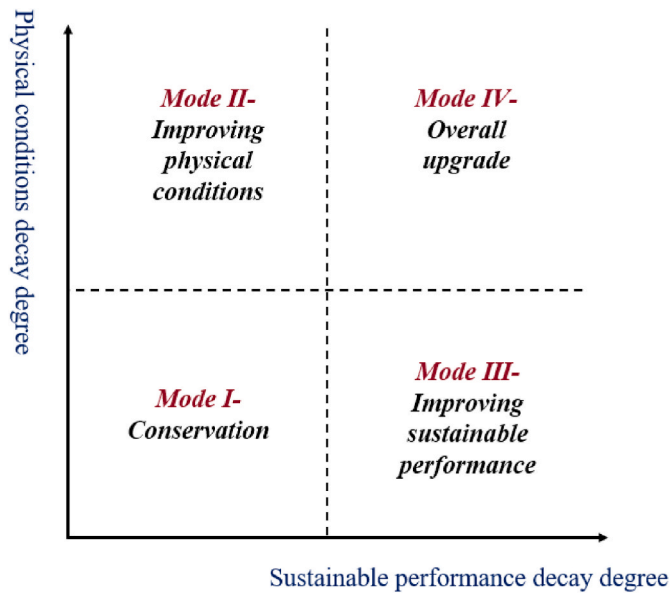 Physical conditions decay degree
Mode II-
Improving
physical
conditions
Mode IV-
Overall
upgrade
Mode I-
Conservation
Mode III-
Improving
sustainable
performance
Sustainable performance decay degree